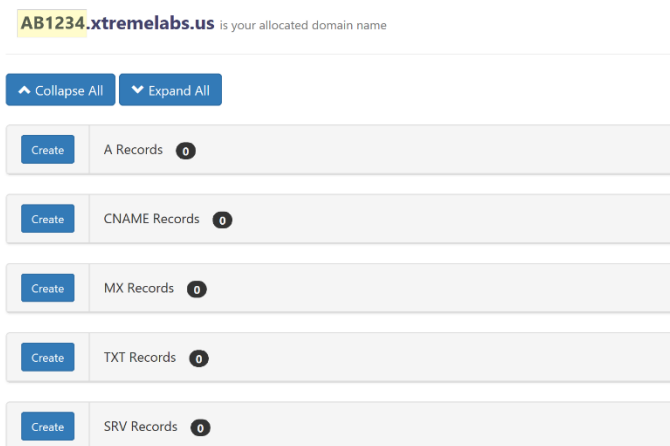 AB1234.xtremelabs.us is your allocated domain name
Collapse All Expand All
Create A Records 0
Create CNAME Records 0
Create MX Records 0
Create TXT Records 0
Create SRV Records 0